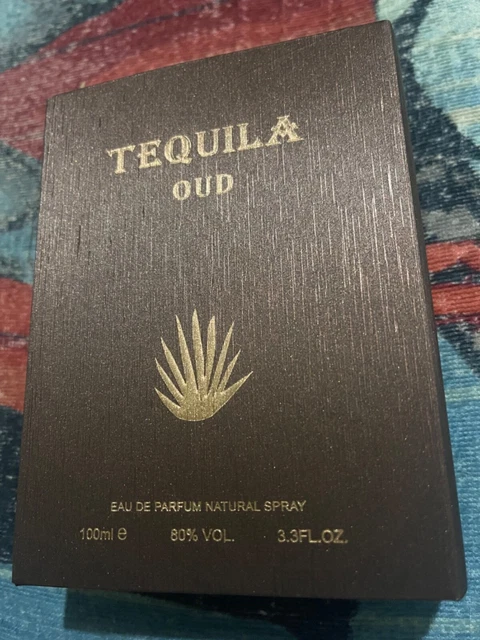 TEQUILA
OUD
EAU DE PARFUM NATURAL SPRAY
100ml ℮ 80% VOL. 3.3FL.OZ.